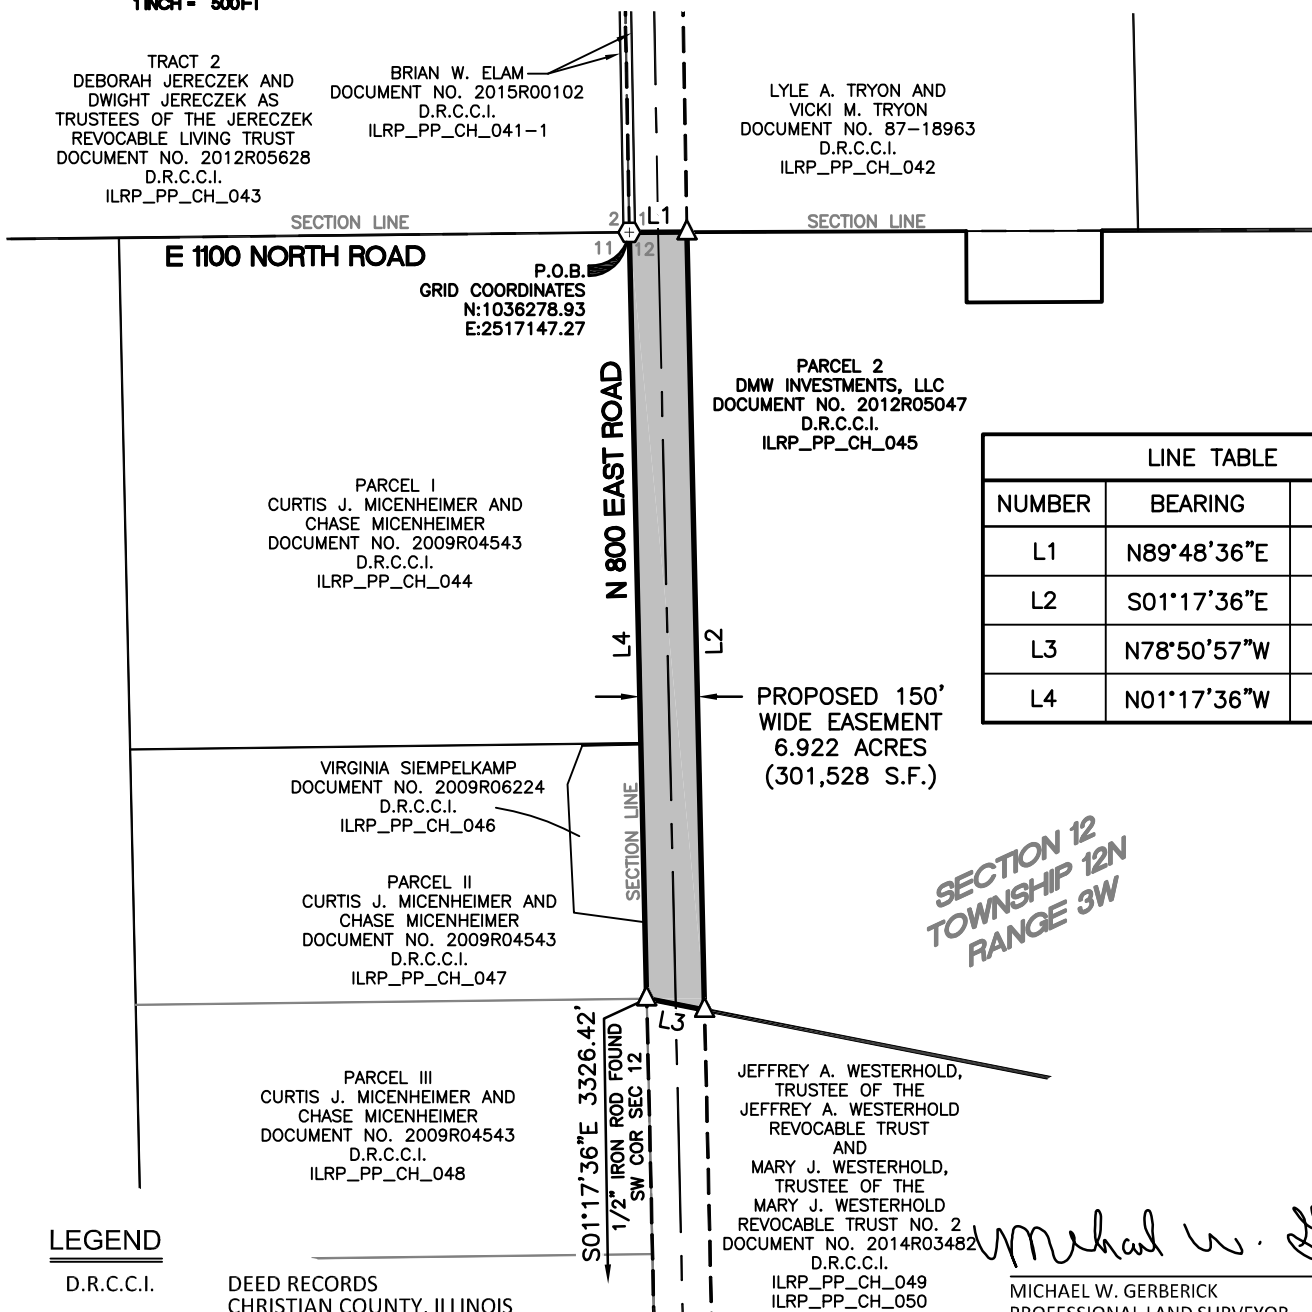 1 INCH = 500FT
TRACT 2
DEBORAH JERECZEK AND
DWIGHT JERECZEK AS
TRUSTEES OF THE JERECZEK
REVOCABLE LIVING TRUST
DOCUMENT NO. 2012R05628
D.R.C.C.I.
ILRP_PP_CH_043
BRIAN W. ELAM
DOCUMENT NO. 2015R00102
D.R.C.C.I.
ILRP_PP_CH_041-1
LYLE A. TRYON AND
VICKI M. TRYON
DOCUMENT NO. 87-18963
D.R.C.C.I.
ILRP_PP_CH_042
SECTION LINE
2
1
L1
SECTION LINE
E 1100 NORTH ROAD
11
12
P.O.B.
GRID COORDINATES
N:1036278.93
E:2517147.27
N 800 EAST ROAD
PARCEL 2
DMW INVESTMENTS, LLC
DOCUMENT NO. 2012R05047
D.R.C.C.I.
ILRP_PP_CH_045
LINE TABLE
NUMBER BEARING
L1 N89°48'36"E
L2 S01°17'36"E
L3 N78°50'57"W
L4 N01°17'36"W
PARCEL I
CURTIS J. MICENHEIMER AND
CHASE MICENHEIMER
DOCUMENT NO. 2009R04543
D.R.C.C.I.
ILRP_PP_CH_044
L4
L2
PROPOSED 150'
WIDE EASEMENT
6.922 ACRES
(301,528 S.F.)
VIRGINIA SIEMPELKAMP
DOCUMENT NO. 2009R06224
D.R.C.C.I.
ILRP_PP_CH_046
SECTION LINE
SECTION 12
TOWNSHIP 12N
RANGE 3W
PARCEL II
CURTIS J. MICENHEIMER AND
CHASE MICENHEIMER
DOCUMENT NO. 2009R04543
D.R.C.C.I.
ILRP_PP_CH_047
L3
S01°17'36"E 3326.42'
1/2" IRON ROD FOUND
SW COR SEC 12
PARCEL III
CURTIS J. MICENHEIMER AND
CHASE MICENHEIMER
DOCUMENT NO. 2009R04543
D.R.C.C.I.
ILRP_PP_CH_048
JEFFREY A. WESTERHOLD,
TRUSTEE OF THE
JEFFREY A. WESTERHOLD
REVOCABLE TRUST
AND
MARY J. WESTERHOLD,
TRUSTEE OF THE
MARY J. WESTERHOLD
REVOCABLE TRUST NO. 2
DOCUMENT NO. 2014R03482
D.R.C.C.I.
ILRP_PP_CH_049
ILRP_PP_CH_050
LEGEND
D.R.C.C.I. DEED RECORDS
CHRISTIAN COUNTY, ILLINOIS
Michael W.
MICHAEL W. GERBERICK
PROFESSIONAL LAND SURVEYOR